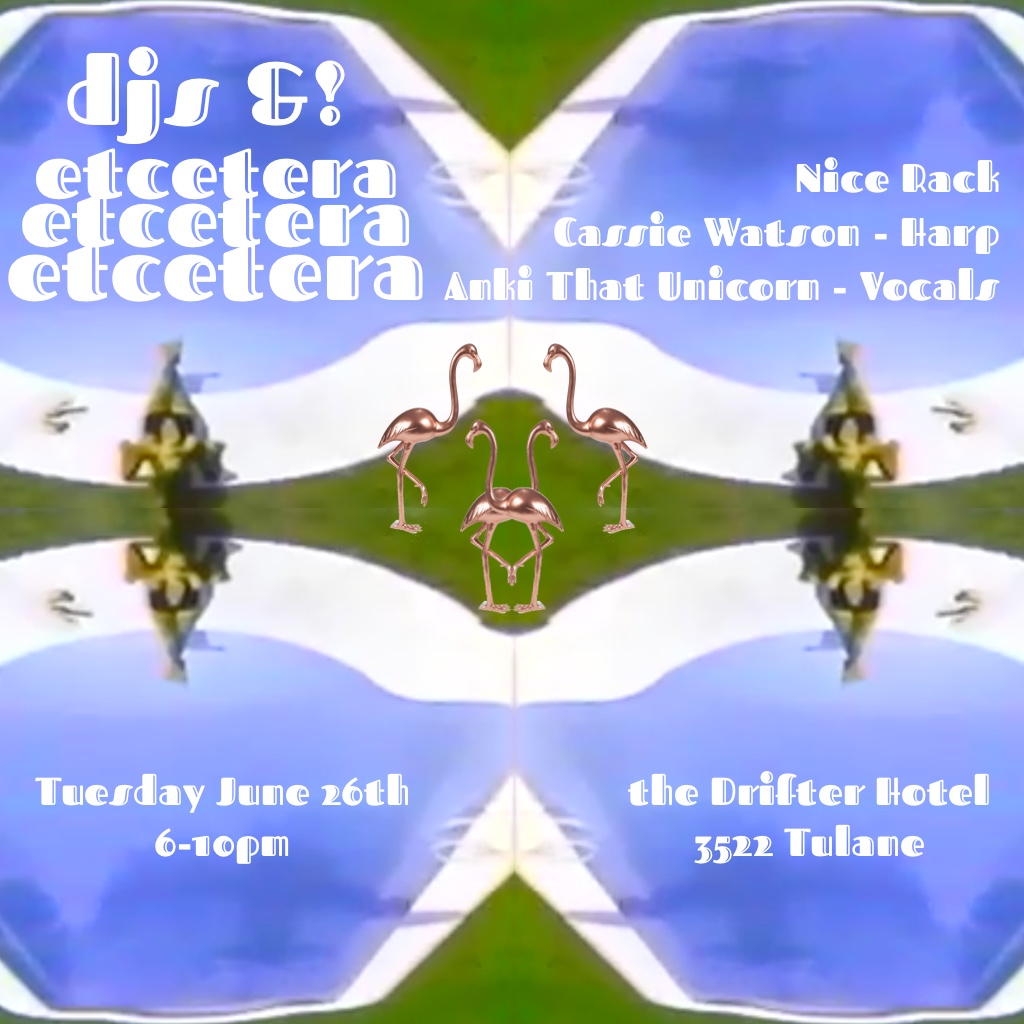 djs &!
etcetera
etcetera
etcetera
Nice Rack
Cassie Watson - Harp
Anki That Unicorn - Vocals
Tuesday June 26th
6-10pm
the Drifter Hotel
3522 Tulane